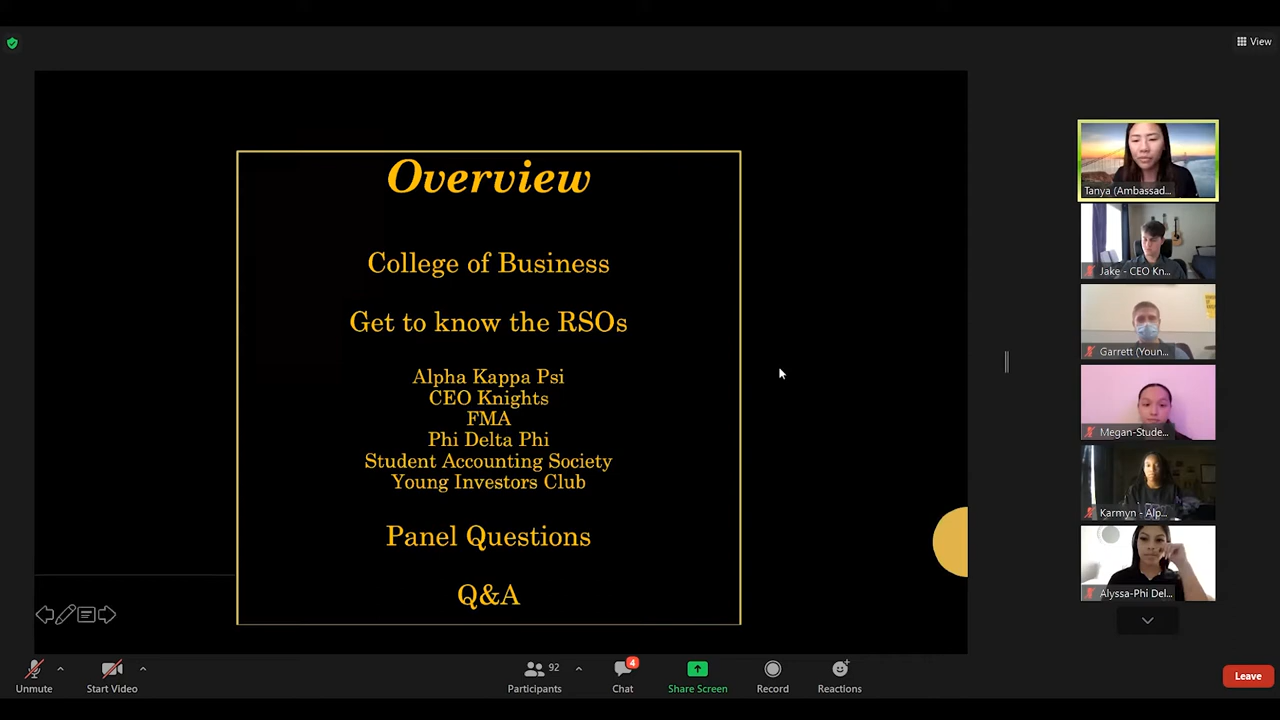 View
Overview
College of Business
Get to know the RSOs
Alpha Kappa Psi
CEO Knights
FMA
Phi Delta Phi
Student Accounting Society
Young Investors Club
Panel Questions
Q&A
Tanya (Ambassad...
Jake - CEO Kn...
Garrett (Youn...
Megan-Stude...
Karmyn - Alp...
Alyssa-Phi Del...
Unmute
Start Video
92
Participants
4
Chat
Share Screen
Record
Reactions
Leave